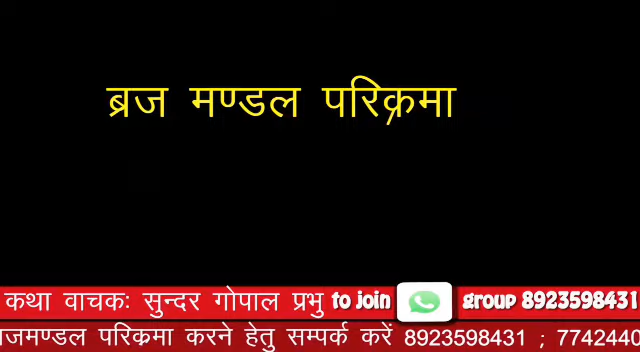 ब्रज मण्डल परिक्रमा
कथा वाचकः सुन्दर गोपाल प्रभु to join group 8923598431
जमण्डल परिक्रमा करने हेतु सम्पर्क करें 8923598431 ; 7742440